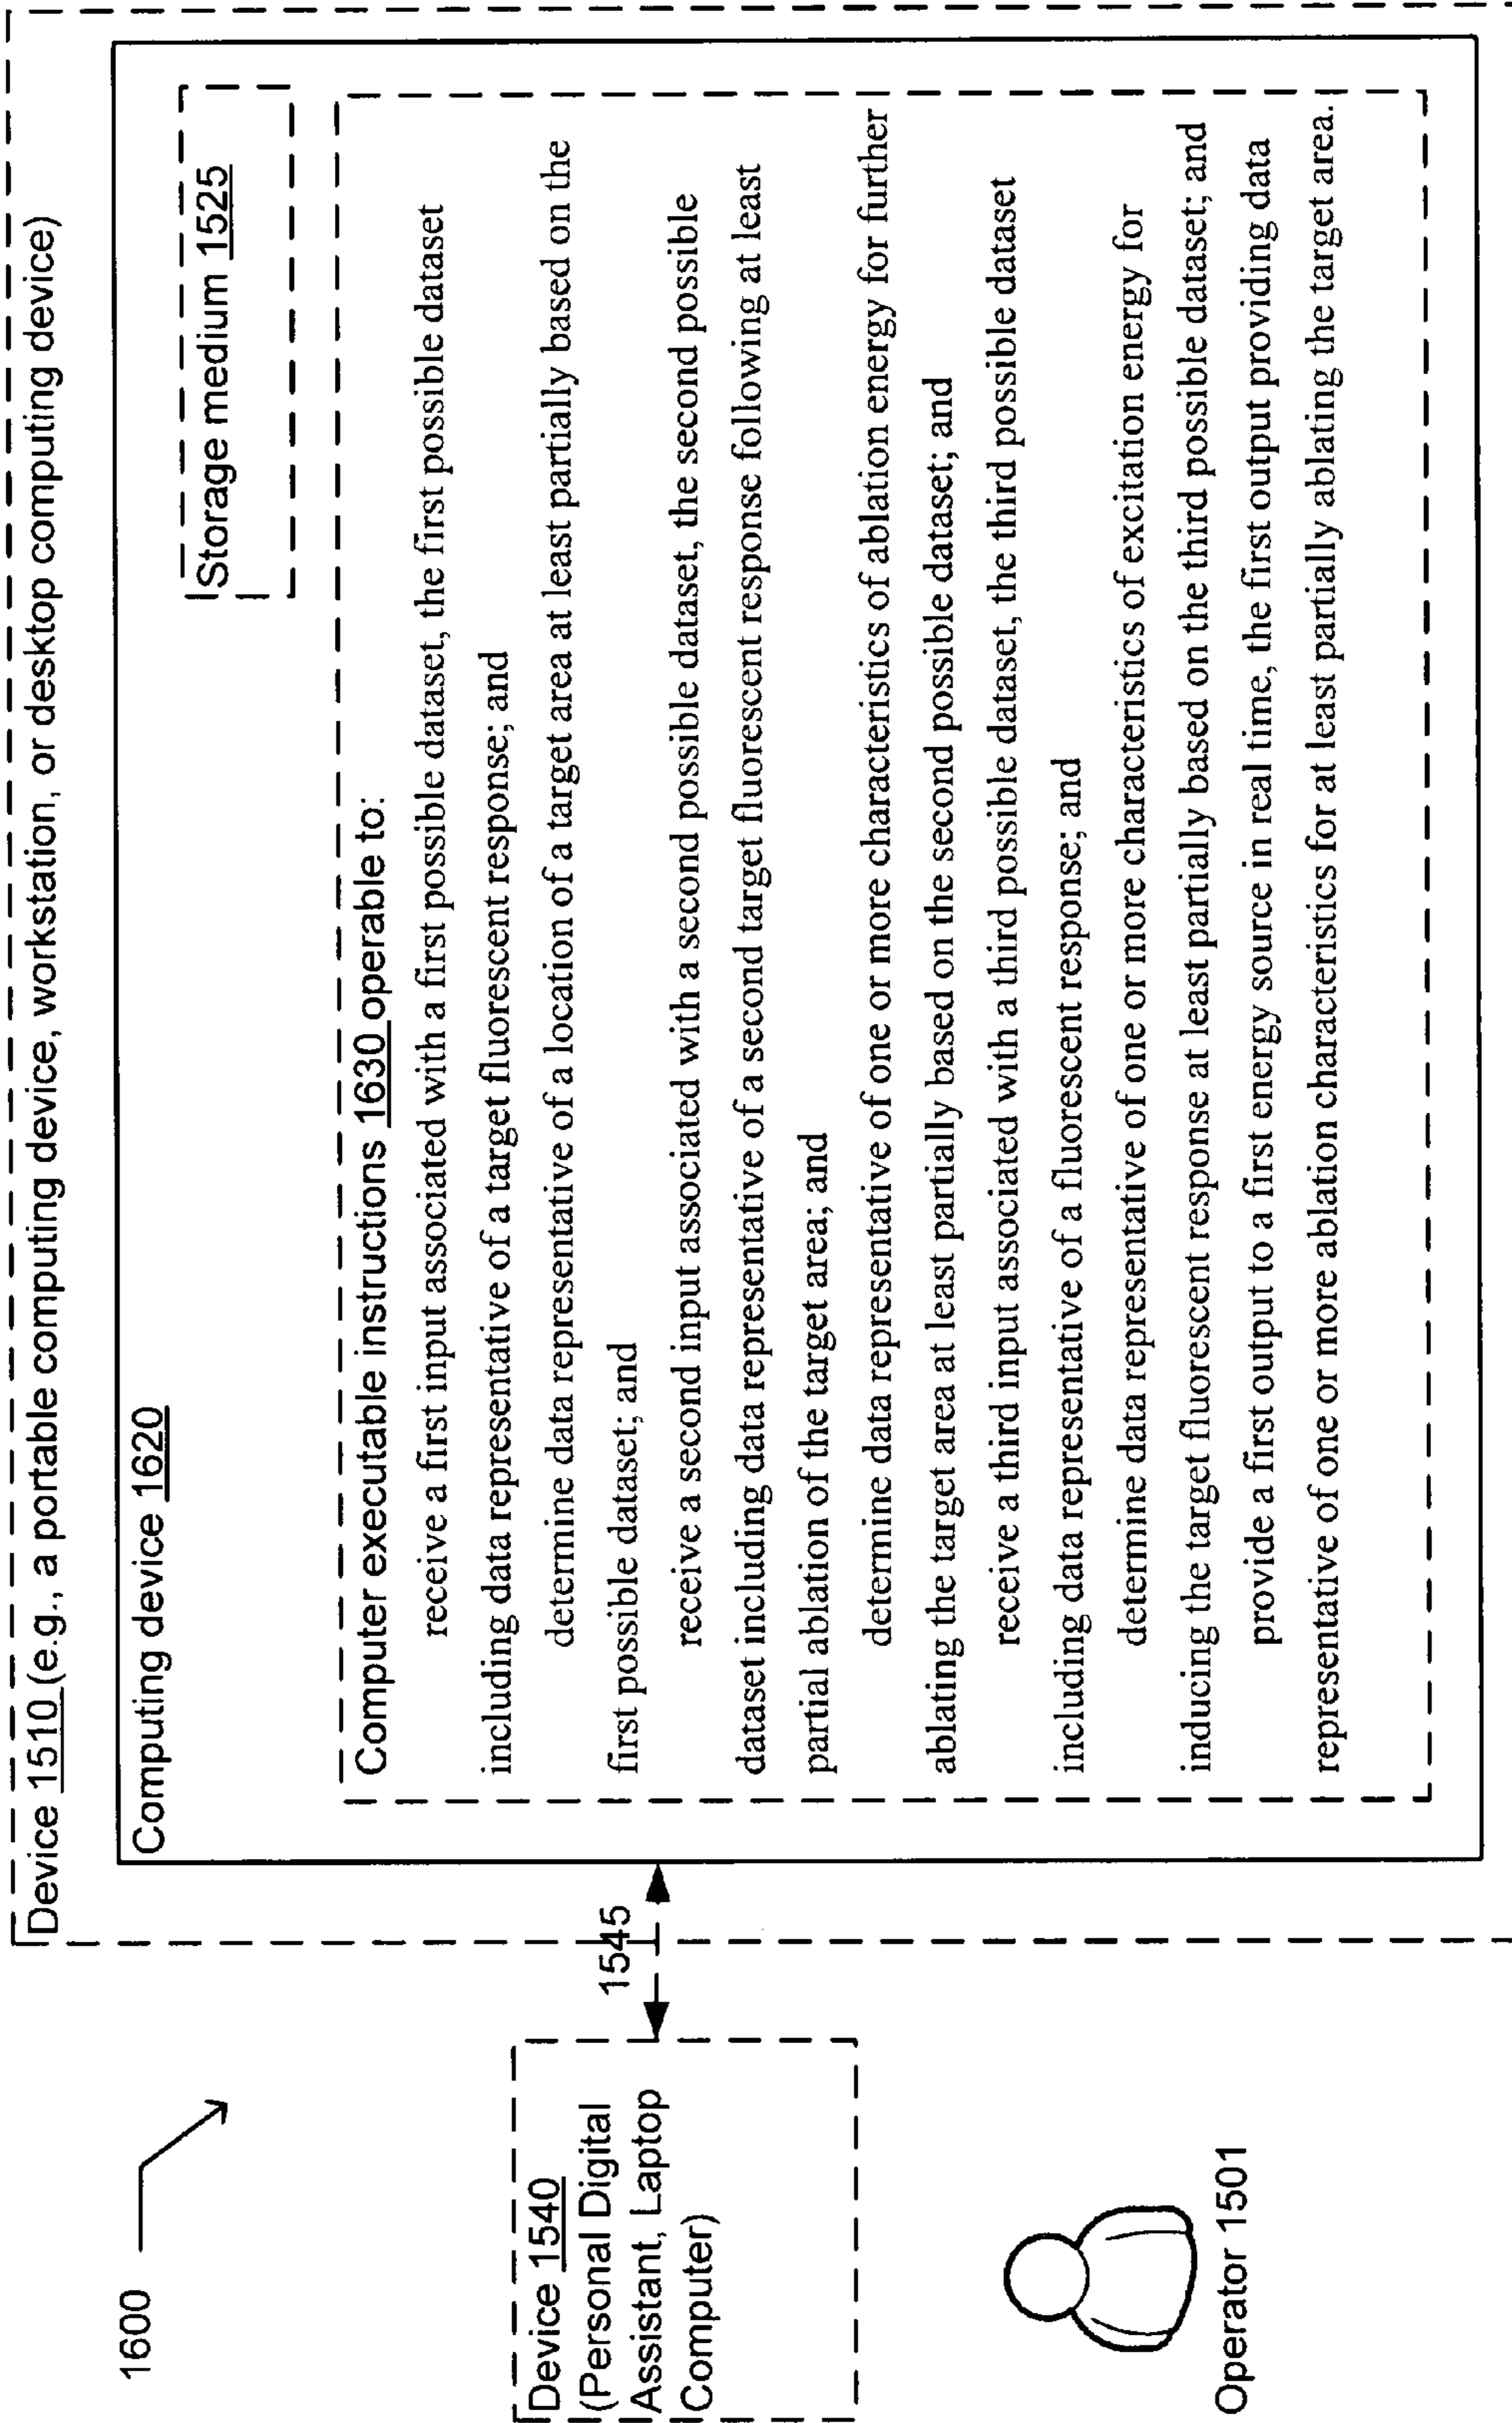 1600
Device 1510 (e.g., a portable computing device, workstation, or desktop computing device)
Computing device 1620
Storage medium 1525
Computer executable instructions 1630 operable to:
receive a first input associated with a first possible dataset, the first possible dataset
including data representative of a target fluorescent response; and
determine data representative of a location of a target area at least partially based on the
first possible dataset; and
receive a second input associated with a second possible dataset, the second possible
dataset including data representative of a second target fluorescent response following at least
partial ablation of the target area; and
determine data representative of one or more characteristics of ablation energy for further
ablating the target area at least partially based on the second possible dataset; and
receive a third input associated with a third possible dataset, the third possible dataset
including data representative of a fluorescent response; and
determine data representative of one or more characteristics of excitation energy for
inducing the target fluorescent response at least partially based on the third possible dataset; and
provide a first output to a first energy source in real time, the first output providing data
representative of one or more ablation characteristics for at least partially ablating the target area.
1545
Device 1540
(Personal Digital
Assistant, Laptop
Computer)
Operator 1501